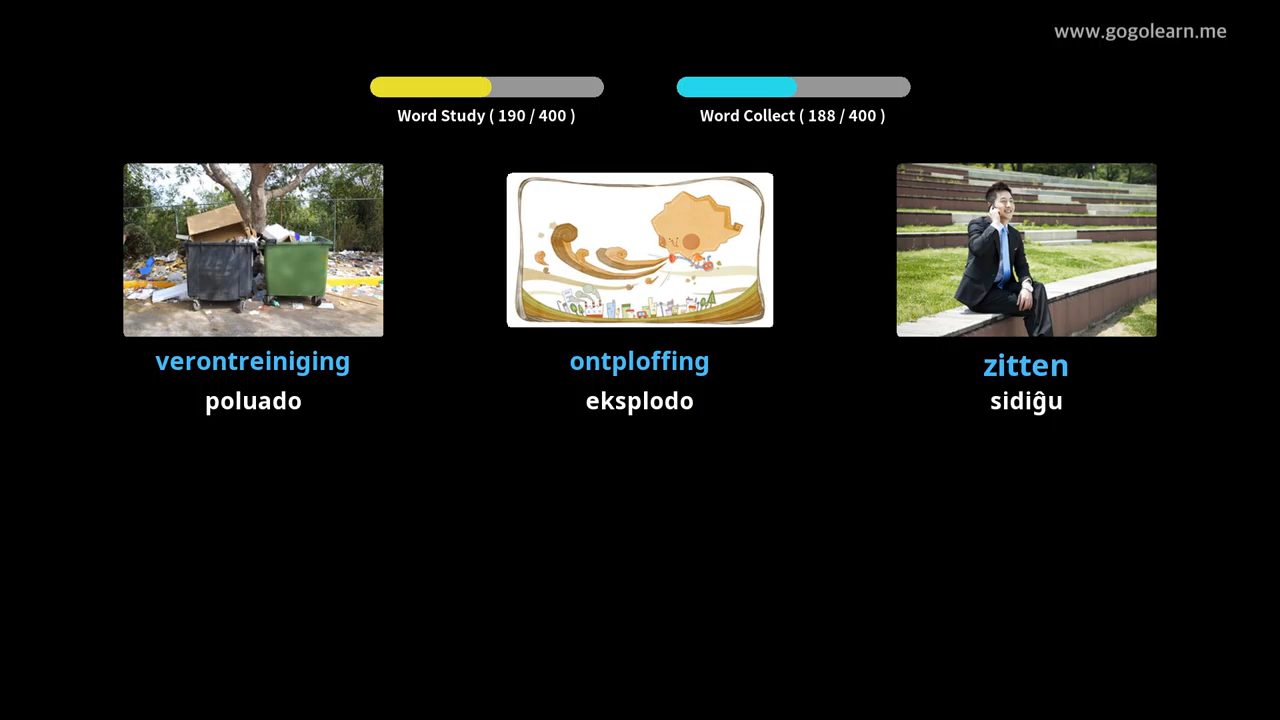 www.gogolearn.me
Word Study ( 190 / 400 )
Word Collect ( 188 / 400 )
verontreiniging
poluado
ontploffing
eksplodo
zitten
sidiĝu